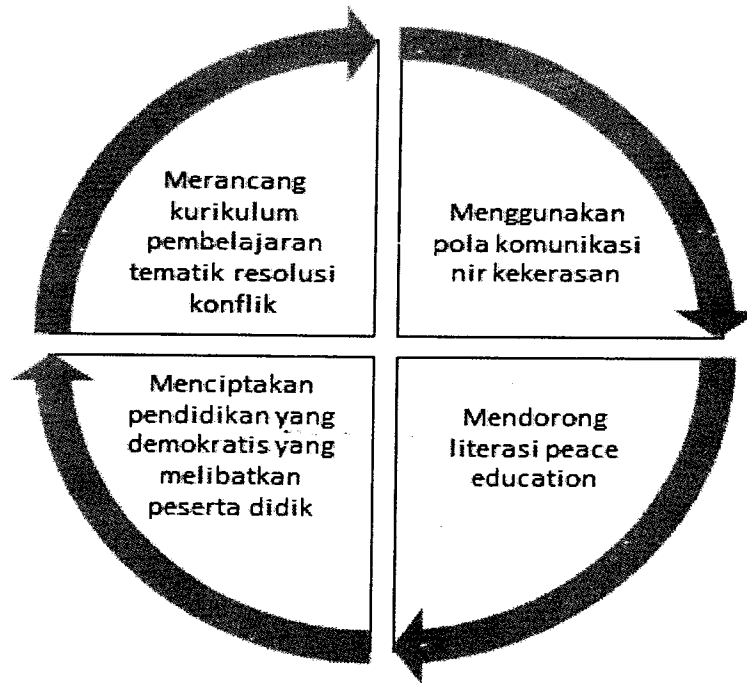 Merancang
kurikulum
pembelajaran
tematik resolusi
konflik
Menggunakan
pola komunikasi
nir kekerasan
Menciptakan
pendidikan yang
demokratis yang
melibatkan
peserta didik
Mendorong
literasi peace
education